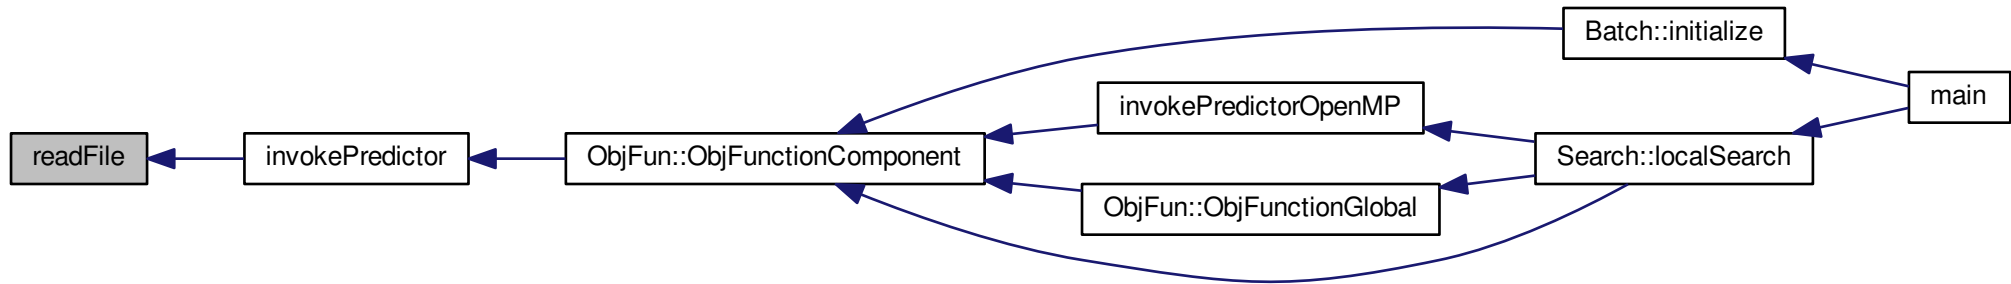 readFile
invokePredictor
ObjFun::ObjFunctionComponent
Batch::initialize
invokePredictorOpenMP
ObjFun::ObjFunctionGlobal
Search::localSearch
main